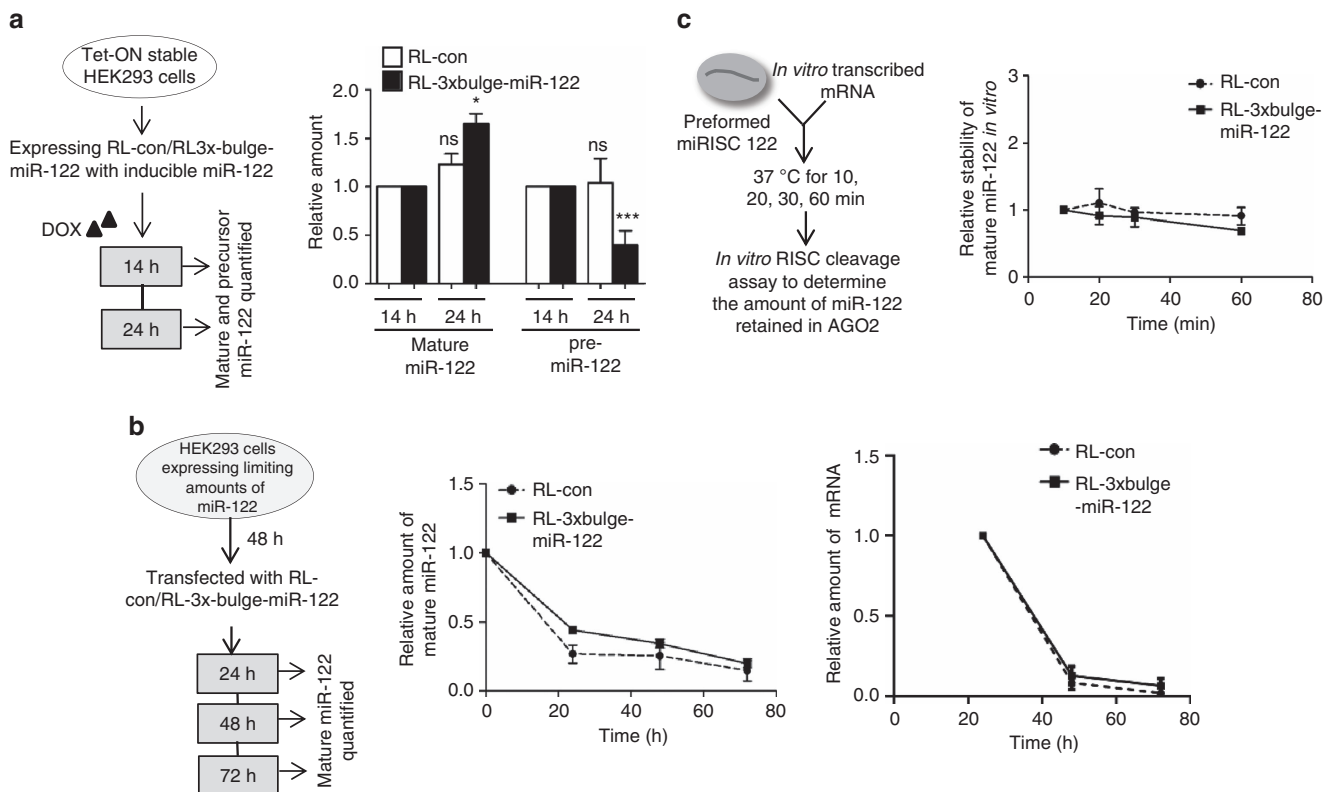 a
Tet-ON stable
HEK293 cells
Expressing RL-con/RL3x-bulge-
miR-122 with inducible miR-122
DOX
14 h
24 h
Mature and precursor
miR-122 quantified
RL-con
RL-3xbulge-miR-122
Relative amount
2.0
1.5
1.0
0.5
0.0
ns
*
ns
***
14 h
24 h
14 h
24 h
Mature
miR-122
pre-
miR-122
c
In vitro transcribed
mRNA
Preformed
miRISC 122
37 °C for 10,
20, 30, 60 min
In vitro RISC cleavage
assay to determine
the amount of miR-122
retained in AGO2
Relative stability of
mature miR-122 in vitro
3
2
1
0
0
20
40
60
80
Time (min)
RL-con
RL-3xbulge-
miR-122
b
HEK293 cells
expressing limiting
amounts of
miR-122
48 h
Transfected with RL-
con/RL-3x-bulge-miR-122
24 h
48 h
72 h
Mature miR-122
quantified
Relative amount of
mature miR-122
1.5
1.0
0.5
0.0
0
20
40
60
80
Time (h)
RL-con
RL-3xbulge-
miR-122
Relative amount of mRNA
1.5
1.0
0.5
0.0
0
20
40
60
80
Time (h)
RL-con
RL-3xbulge
-miR-122